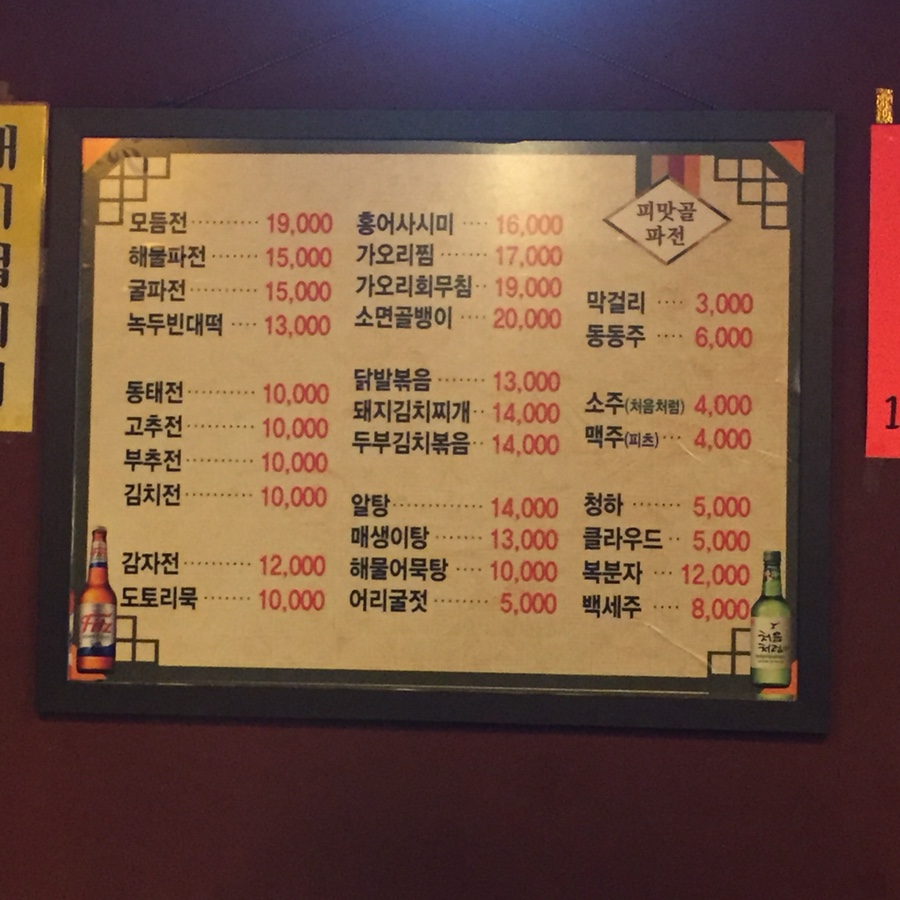 피맛골
파전
모듬전 ········· 19,000
해물파전 ······· 15,000
굴파전 ········· 15,000
녹두빈대떡 ···· 13,000
동태전 ·········· 10,000
고추전 ·········· 10,000
부추전 ·········· 10,000
김치전 ·········· 10,000
감자전 ·········· 12,000
도토리묵 ······· 10,000
홍어사시미 ···· 16,000
가오리찜 ······ 17,000
가오리회무침 ·· 19,000
소면골뱅이 ···· 20,000
닭발볶음 ······· 13,000
돼지김치찌개 ·· 14,000
두부김치볶음 ·· 14,000
알탕 ············· 14,000
매생이탕 ······· 13,000
해물어묵탕 ···· 10,000
어리굴젓 ········ 5,000
막걸리 ···· 3,000
동동주 ···· 6,000
소주(처음처럼) 4,000
맥주(피츠) ··· 4,000
청하 ······· 5,000
클라우드 ·· 5,000
복분자 ··· 12,000
백세주 ···· 8,000
Fitz
처음
처럼
1